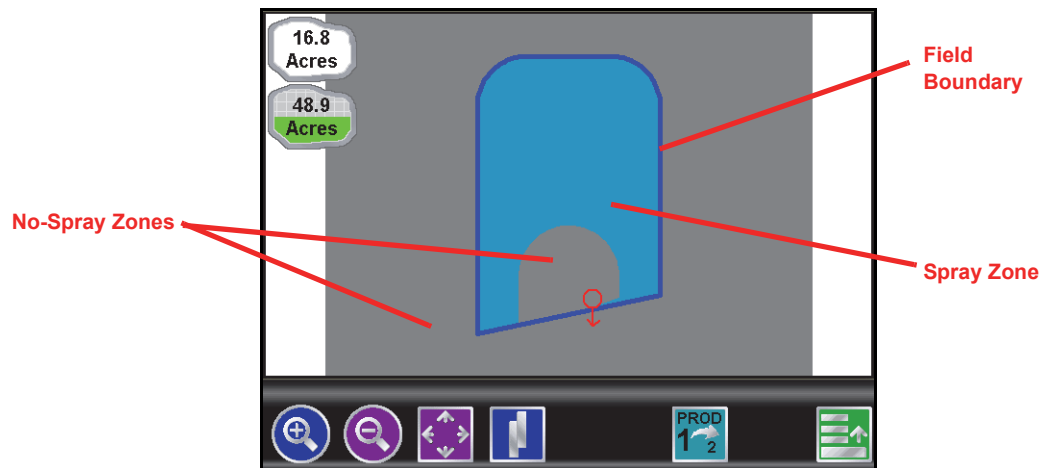 16.8
Acres
48.9
Acres
Field
Boundary
No-Spray Zones
Spray Zone
PROD
1 2